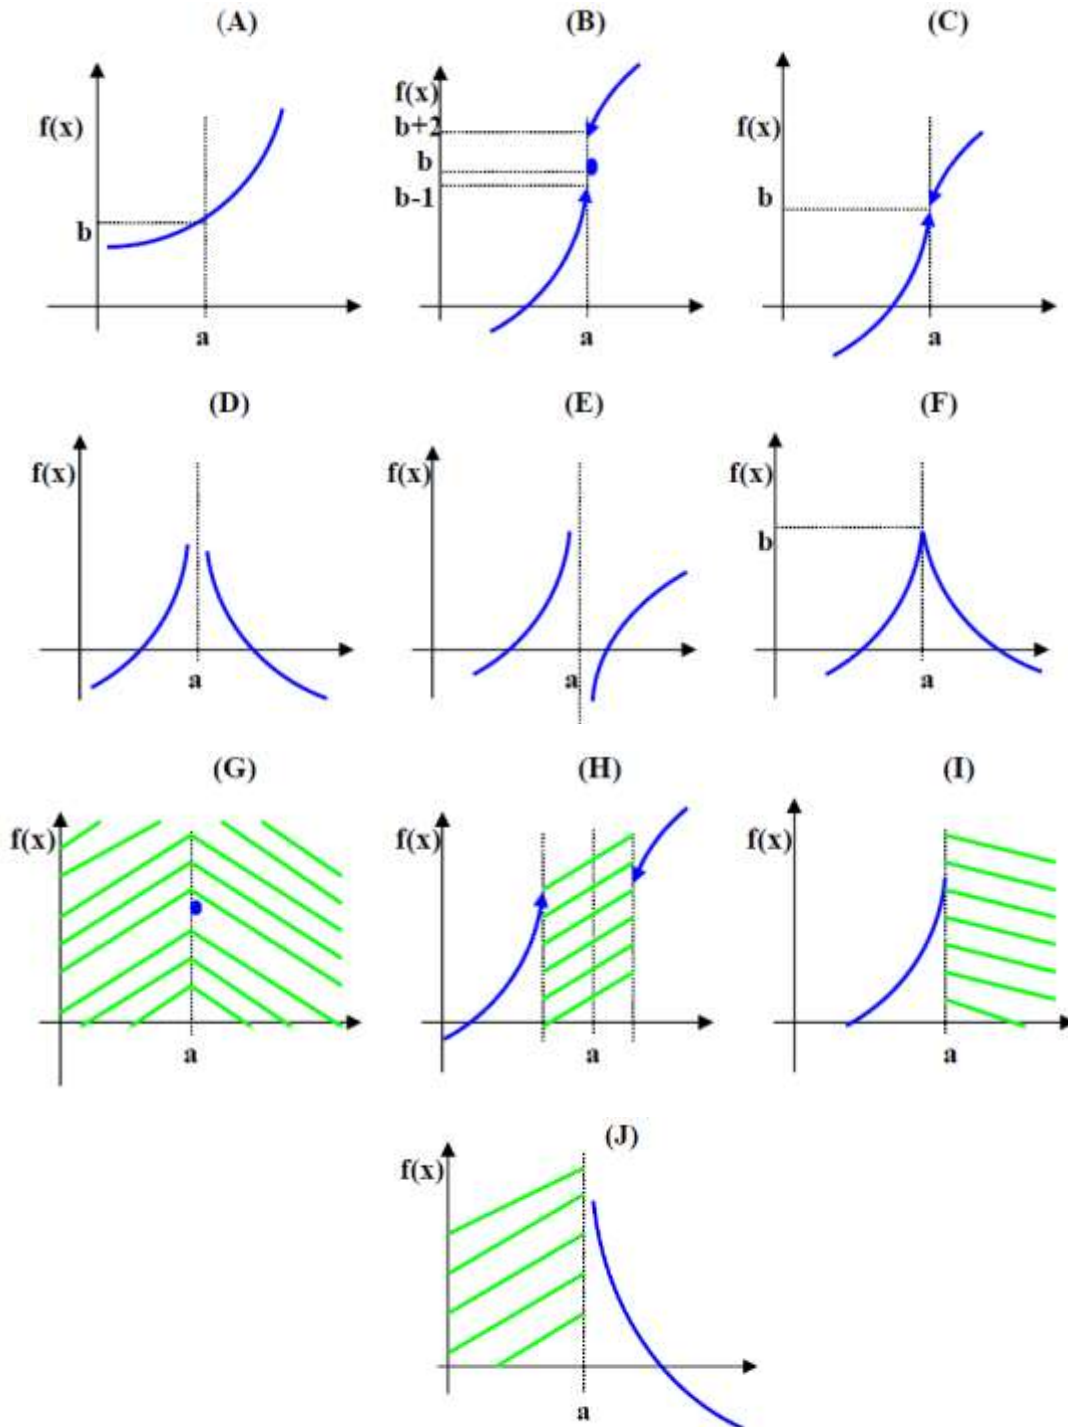 (A) (B) (C)
f(x) f(x) f(x)
b+2
b b b
b-1
a a a
(D) (E) (F)
f(x) f(x) f(x)
b
a a a
(G) (H) (I)
f(x) f(x) f(x)
a a a
(J)
f(x)
a